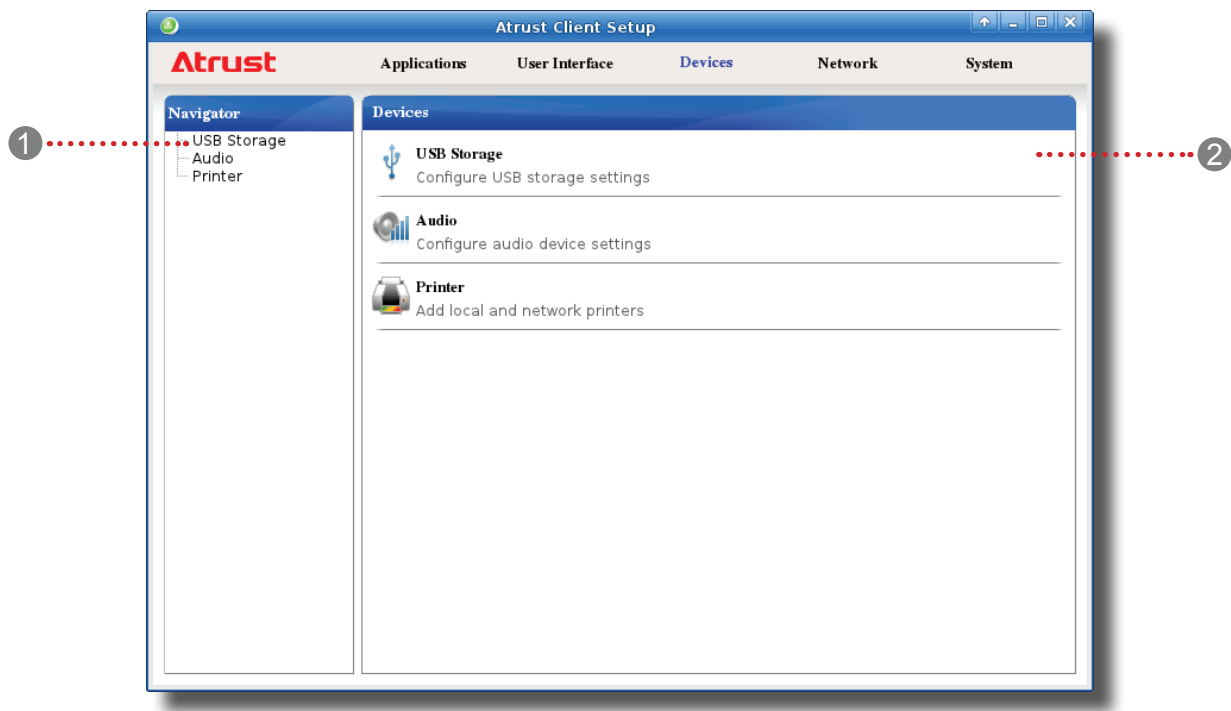 Atrust Client Setup
Atrust
Applications User Interface Devices Network System
Navigator
USB Storage
Audio
Printer
Devices
USB Storage
Configure USB storage settings
Audio
Configure audio device settings
Printer
Add local and network printers
1
2